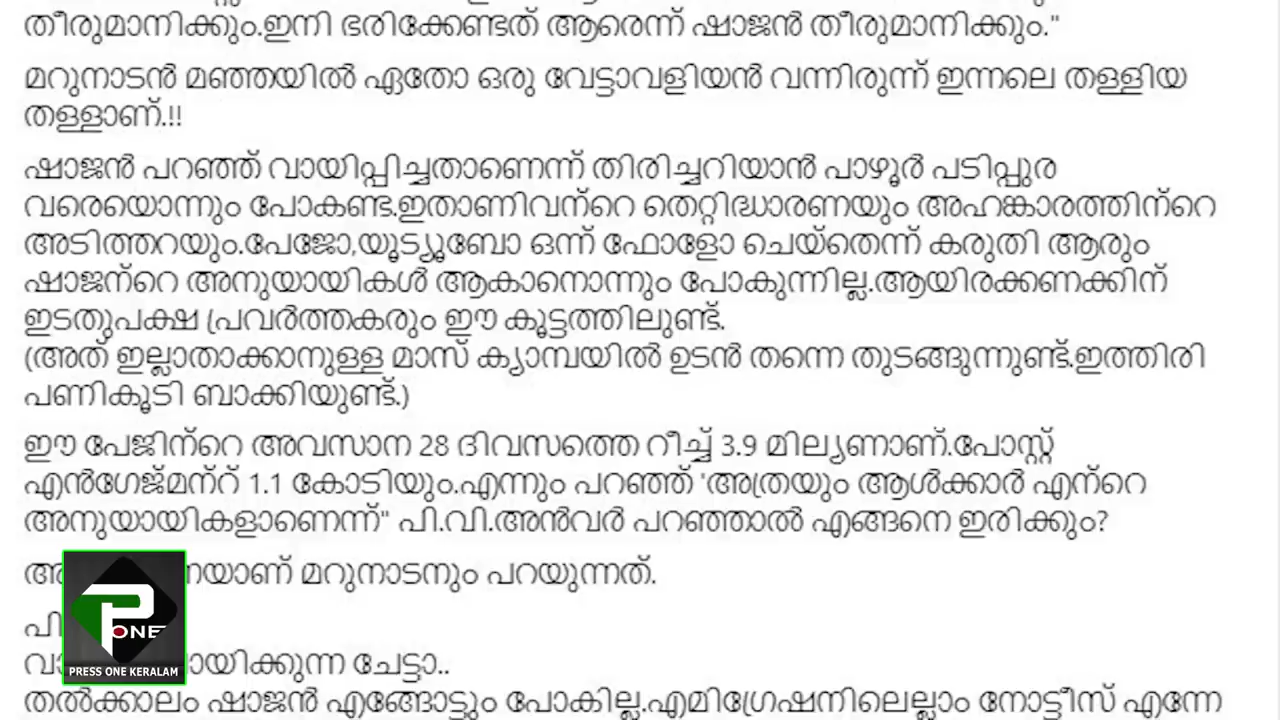 തീരുമാനിക്കും.ഇനി ഭരിക്കേണ്ടത് ആരെന്ന് ഷാജൻ തീരുമാനിക്കും."
മറുനാടൻ മഞ്ഞയിൽ ഏതോ ഒരു വേട്ടാവളിയൻ വന്നിരുന്ന് ഇന്നലെ തള്ളിയ
തള്ളാണ്.!!
ഷാജൻ പറഞ്ഞ് വായിപ്പിച്ചതാണെന്ന് തിരിച്ചറിയാൻ പാഴൂർ പടിപ്പുര
വരെയൊന്നും പോകണ്ട.ഇതാണിവന്റെ തെറ്റിദ്ധാരണയും അഹങ്കാരത്തിന്റെ
അടിത്തറയും.പേജോ,യൂട്യൂബോ ഒന്ന് ഫോളോ ചെയ്തെന്ന് കരുതി ആരും
ഷാജന്റെ അനുയായികൾ ആകാനൊന്നും പോകുന്നില്ല.ആയിരക്കണക്കിന്
ഇടതുപക്ഷ പ്രവർത്തകരും ഈ കൂട്ടത്തിലുണ്ട്.
(അത് ഇല്ലാതാക്കാനുള്ള മാസ് ക്യാമ്പയിൽ ഉടൻ തന്നെ തുടങ്ങുന്നുണ്ട്.ഇത്തിരി
പണികൂടി ബാക്കിയുണ്ട്.)
ഈ പേജിന്റെ അവസാന 28 ദിവസത്തെ റീച്ച് 3.9 മില്യണാണ്.പോസ്റ്റ്
എൻഗേജ്മന്റ് 1.1 കോടിയും.എന്നും പറഞ്ഞ് 'അത്രയും ആൾക്കാർ എന്റെ
അനുയായികളാണെന്ന്" പി.വി.അൻവർ പറഞ്ഞാൽ എങ്ങനെ ഇരിക്കും?
മറുനാടനും പറയുന്നത്.
വായിക്കുന്ന ചേട്ടാ..
തൽക്കാലം ഷാജൻ എങ്ങോട്ടും പോകില്ല.എമിഗ്രേഷനിലെല്ലാം നോട്ടീസ് എന്നേ
P ONE
PRESS ONE KERALAM